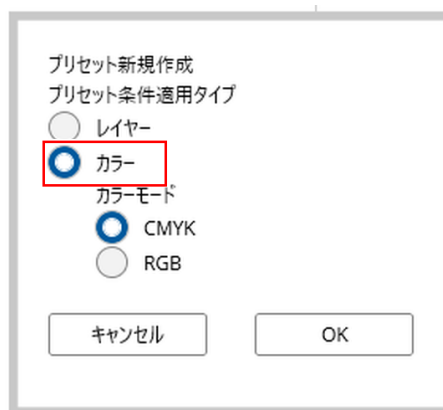 プリセット新規作成
プリセット条件適用タイプ
レイヤー
カラー
カラーモード
CMYK
RGB
キャンセル OK